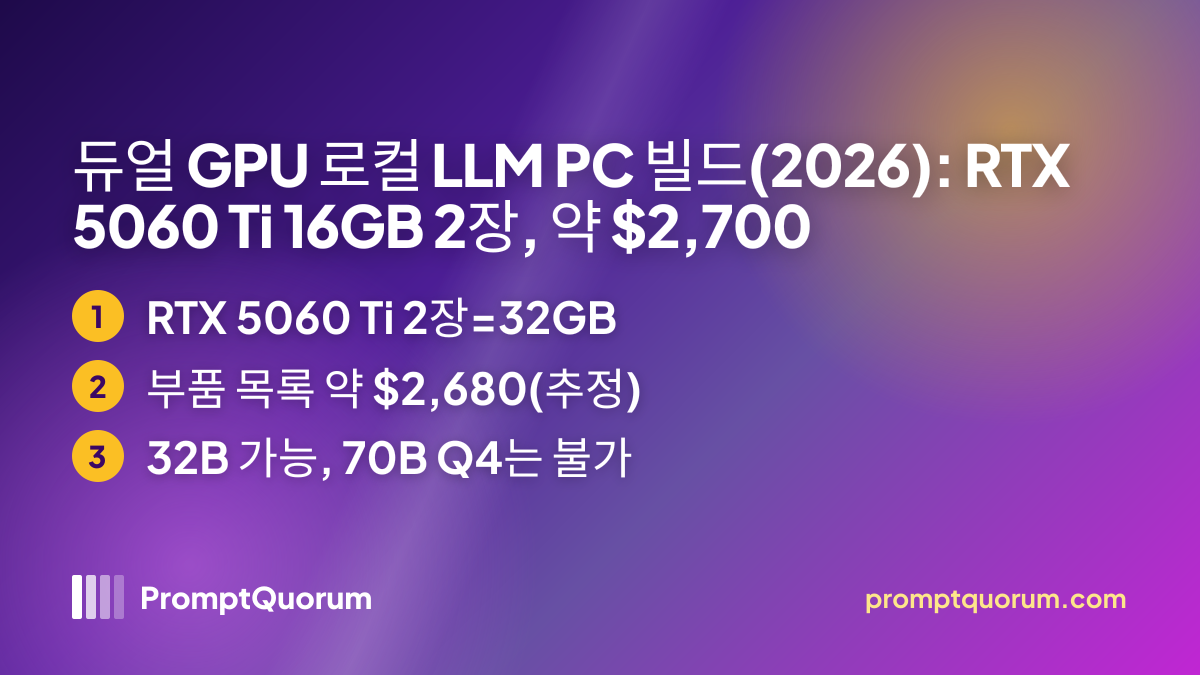 듀얼 GPU 로컬 LLM PC 빌드(2026): RTX
5060 Ti 16GB 2장, 약 $2,700
1 RTX 5060 Ti 2장=32GB
2 부품 목록 약 $2,680(추정)
3 32B 가능, 70B Q4는 불가
PromptQuorum
promptquorum.com